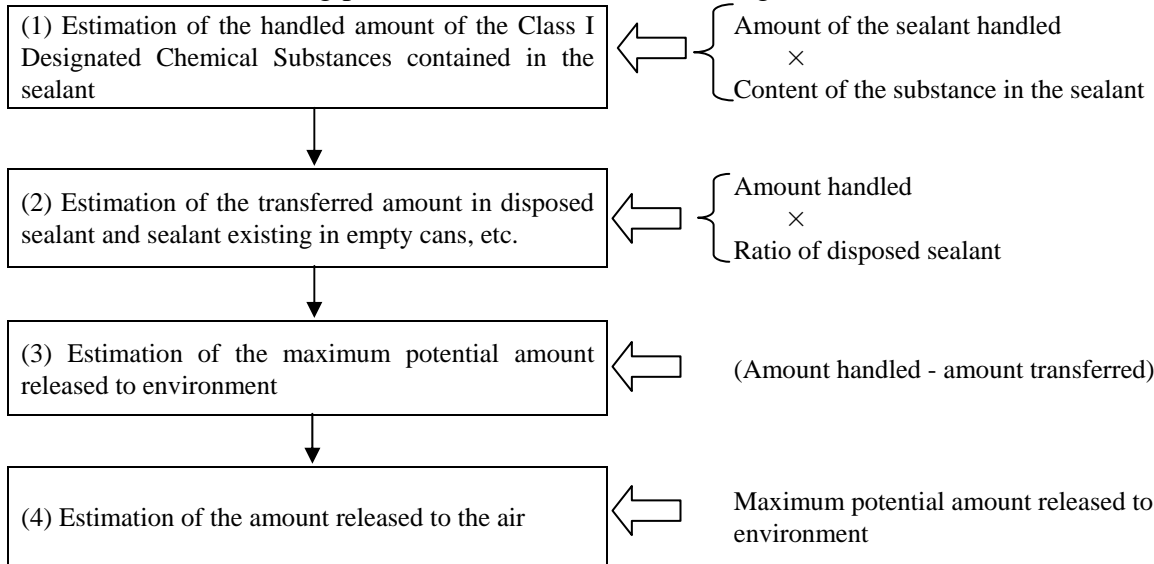 (1) Estimation of the handled amount of the Class I
Designated Chemical Substances contained in the
sealant
Amount of the sealant handled
×
Content of the substance in the sealant
(2) Estimation of the transferred amount in disposed
sealant and sealant existing in empty cans, etc.
Amount handled
×
Ratio of disposed sealant
(3) Estimation of the maximum potential amount
released to environment
(Amount handled - amount transferred)
(4) Estimation of the amount released to the air
Maximum potential amount released to
environment